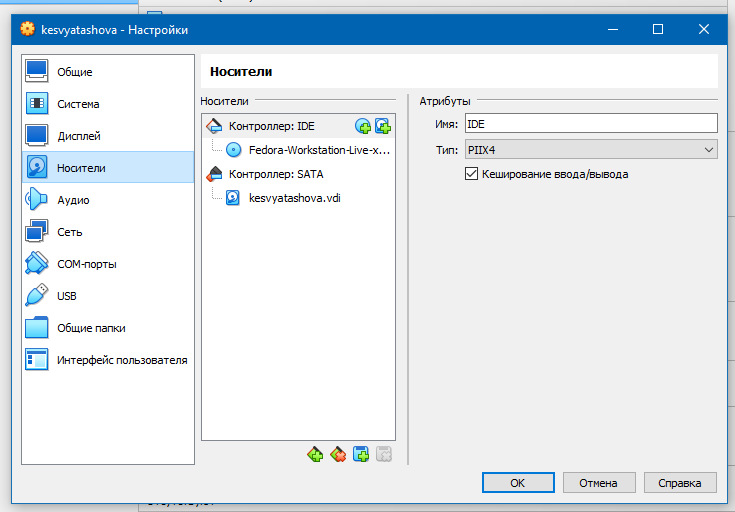 kesvyatashova - Настройки
Общие
Система
Дисплей
Носители
Аудио
Сеть
COM-порты
USB
Общие папки
Интерфейс пользователя
Носители
Носители
Контроллер: IDE
Fedora-Workstation-Live-x...
Контроллер: SATA
kesvyatashova.vdi
Атрибуты
Имя: IDE
Тип: PIIX4
Кеширование ввода/вывода
OK
Отмена
Справка